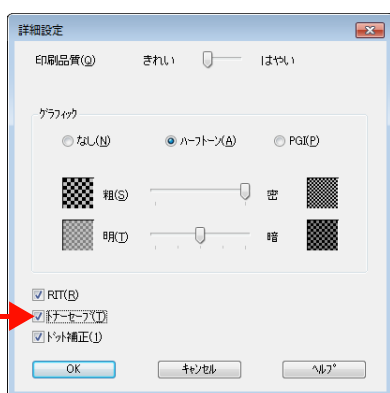 詳細設定
印刷品質(Q) きれい はやい
グラフィック
なし(N) ハーフトーン(A) PGI(P)
粗(S) 密
明(T) 暗
RIT(R)
トナーセーブ(I)
ドット補正(1)
OK キャンセル ヘルプ